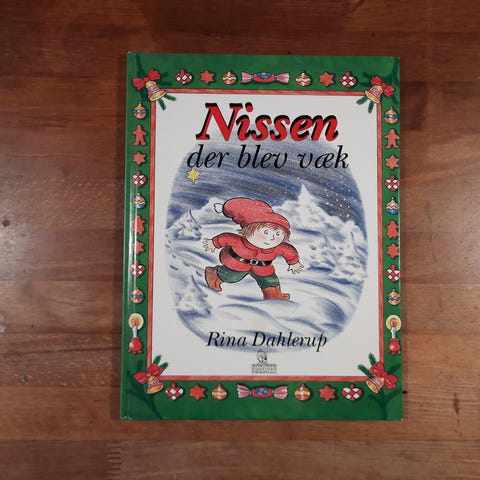 Nissen
der blev væk
Rina Dahlerup